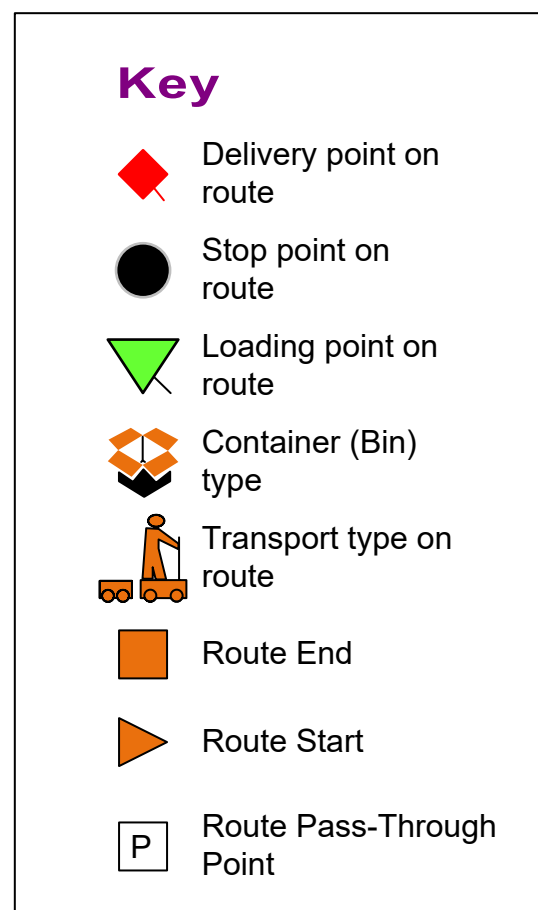 Key
Delivery point on
route
Stop point on
route
Loading point on
route
Container (Bin)
type
Transport type on
route
Route End
Route Start
P
Route Pass-Through
Point